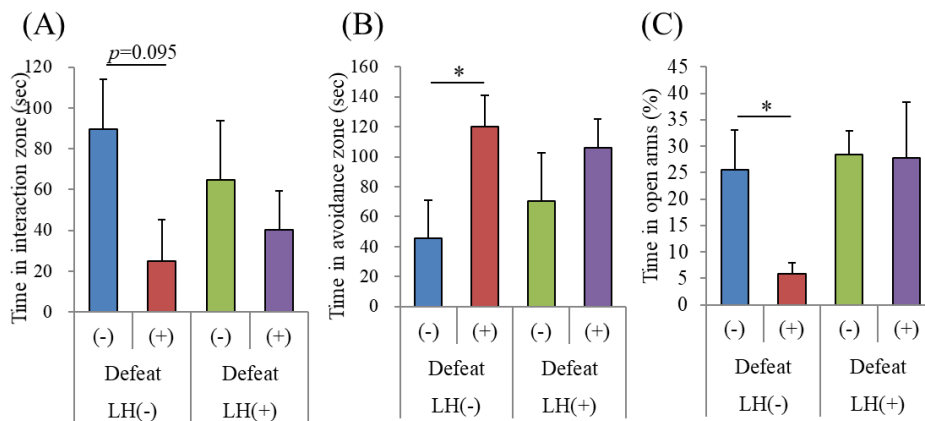 (A)
p=0.095
Time in interaction zone (sec)
120
100
80
60
40
20
0
(-) (+) (-) (+)
Defeat Defeat
LH(-) LH(+)
(B)
*
Time in avoidance zone (sec)
160
140
120
100
80
60
40
20
0
(-) (+) (-) (+)
Defeat Defeat
LH(-) LH(+)
(C)
*
Time in open arms (%)
45
40
35
30
25
20
15
10
5
0
(-) (+) (-) (+)
Defeat Defeat
LH(-) LH(+)